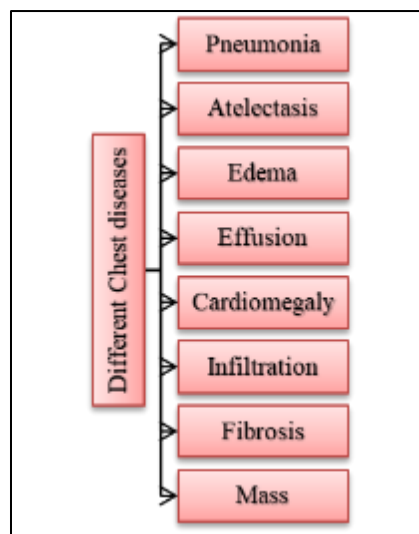 Different Chest diseases
Pneumonia
Atelectasis
Edema
Effusion
Cardiomegaly
Infiltration
Fibrosis
Mass